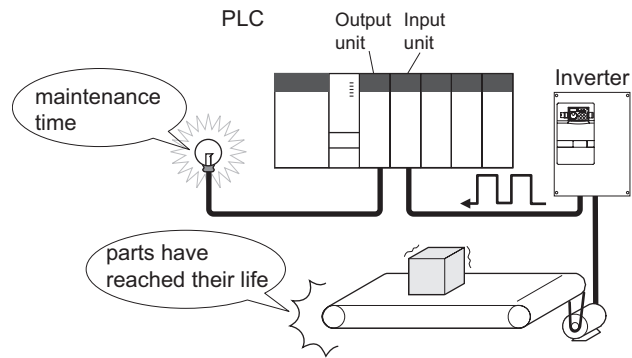 PLC
Output
unit
Input
unit
Inverter
maintenance
time
parts have
reached their life